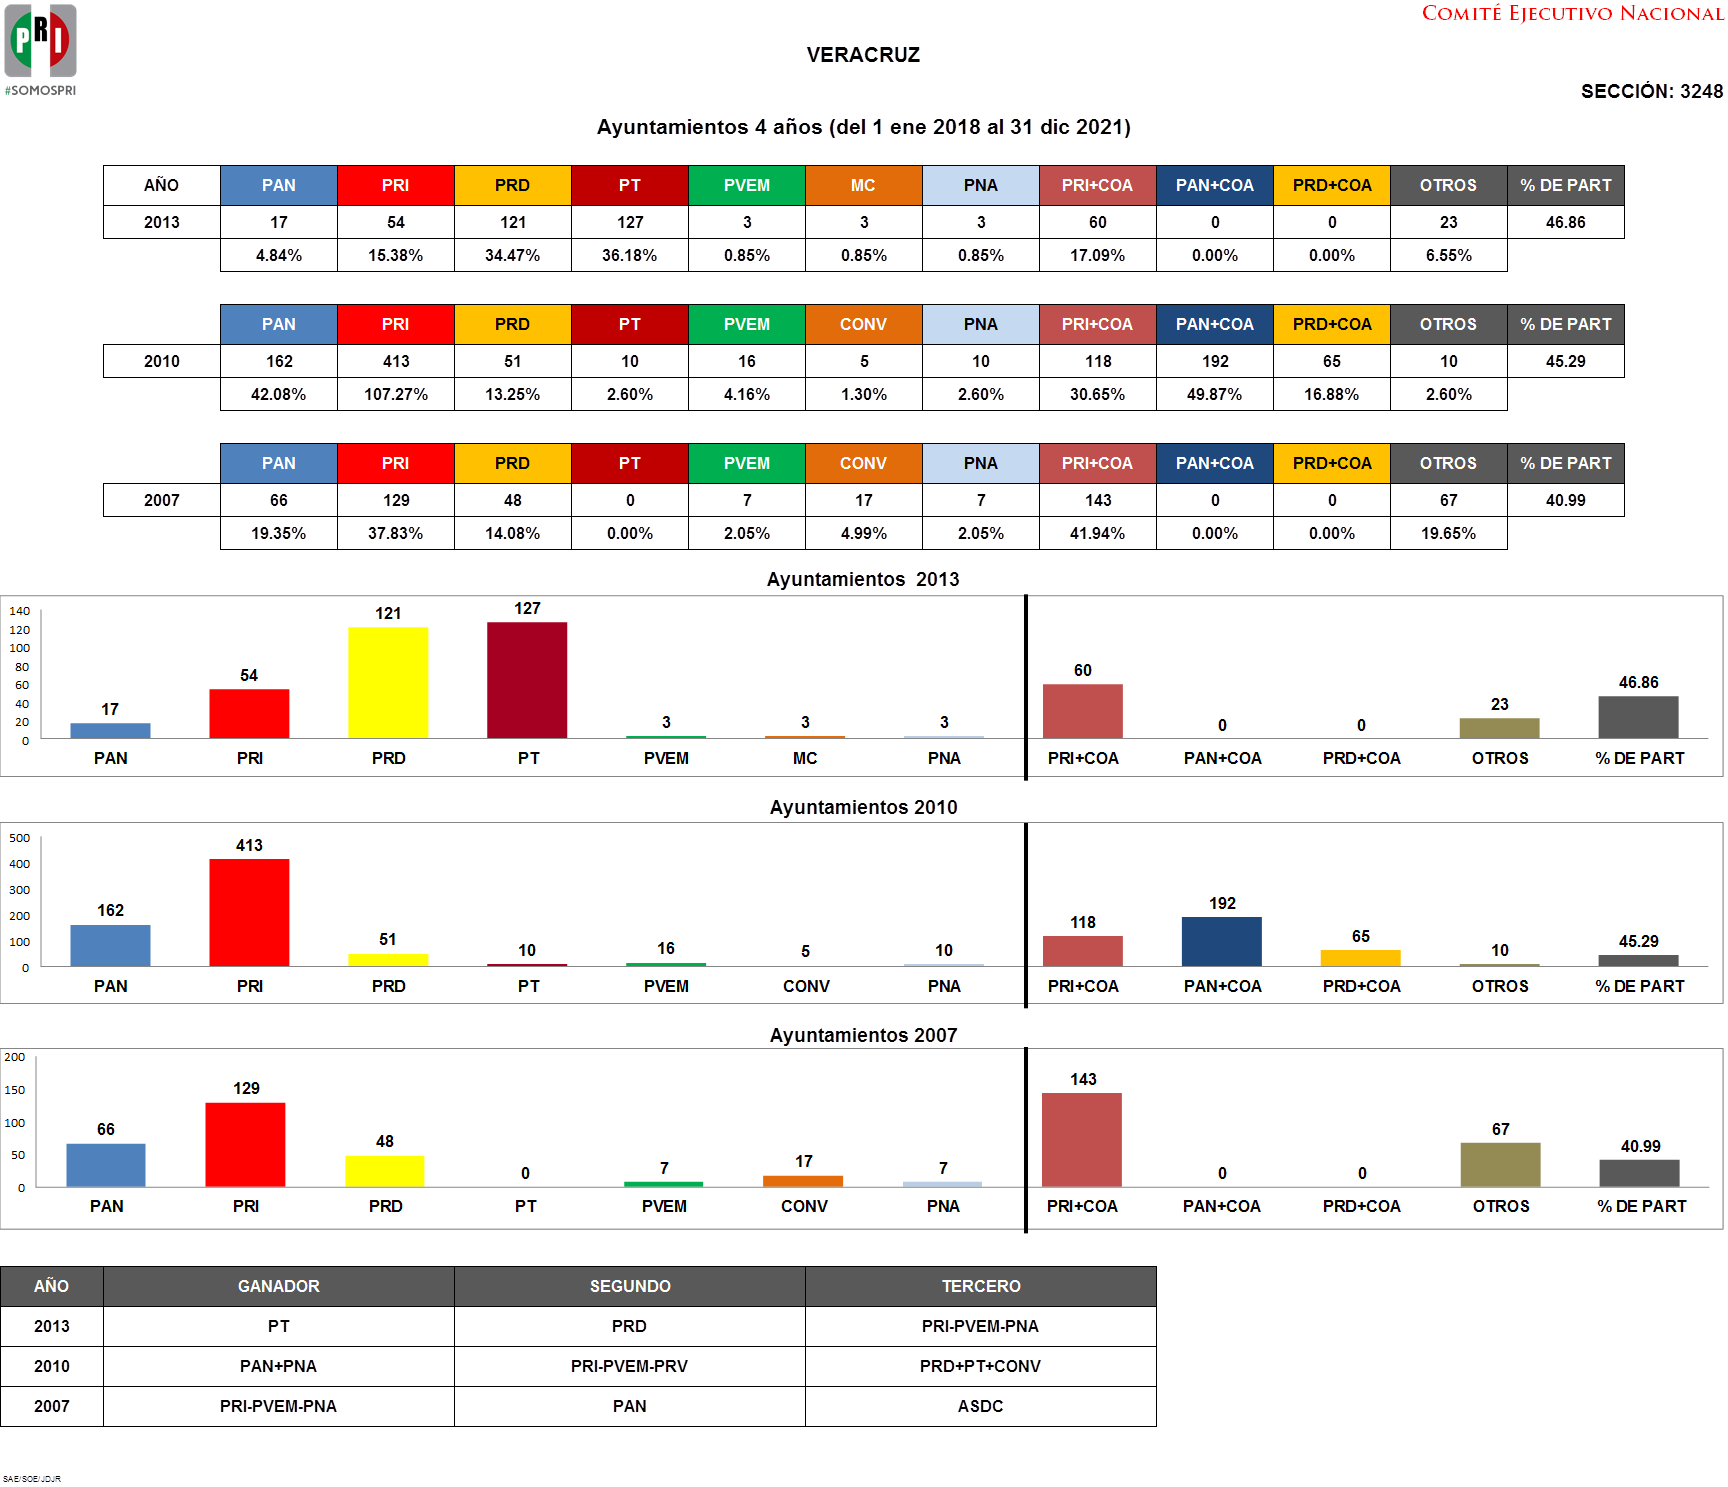 PRI
#SOMOSPRI
COMITÉ EJECUTIVO NACIONAL
VERACRUZ
SECCIÓN: 3248
Ayuntamientos 4 años (del 1 ene 2018 al 31 dic 2021)
AÑO PAN PRI PRD PT PVEM MC PNA PRI+COA PAN+COA PRD+COA OTROS % DE PART
2013 17 54 121 127 3 3 3 60 0 0 23 46.86
4.84% 15.38% 34.47% 36.18% 0.85% 0.85% 0.85% 17.09% 0.00% 0.00% 6.55%
PAN PRI PRD PT PVEM CONV PNA PRI+COA PAN+COA PRD+COA OTROS % DE PART
2010 162 413 51 10 16 5 10 118 192 65 10 45.29
42.08% 107.27% 13.25% 2.60% 4.16% 1.30% 2.60% 30.65% 49.87% 16.88% 2.60%
PAN PRI PRD PT PVEM CONV PNA PRI+COA PAN+COA PRD+COA OTROS % DE PART
2007 66 129 48 0 7 17 7 143 0 0 67 40.99
19.35% 37.83% 14.08% 0.00% 2.05% 4.99% 2.05% 41.94% 0.00% 0.00% 19.65%
Ayuntamientos 2013
140
120
100
80
60
40
20
0
17 54 121 127 3 3 3 60 0 0 23 46.86
PAN PRI PRD PT PVEM MC PNA PRI+COA PAN+COA PRD+COA OTROS % DE PART
Ayuntamientos 2010
500
400
300
200
100
0
162 413 51 10 16 5 10 118 192 65 10 45.29
PAN PRI PRD PT PVEM CONV PNA PRI+COA PAN+COA PRD+COA OTROS % DE PART
Ayuntamientos 2007
200
150
100
50
0
66 129 48 0 7 17 7 143 0 0 67 40.99
PAN PRI PRD PT PVEM CONV PNA PRI+COA PAN+COA PRD+COA OTROS % DE PART
AÑO GANADOR SEGUNDO TERCERO
2013 PT PRD PRI-PVEM-PNA
2010 PAN+PNA PRI-PVEM-PRV PRD+PT+CONV
2007 PRI-PVEM-PNA PAN ASDC
SAE/SOE/JDJR